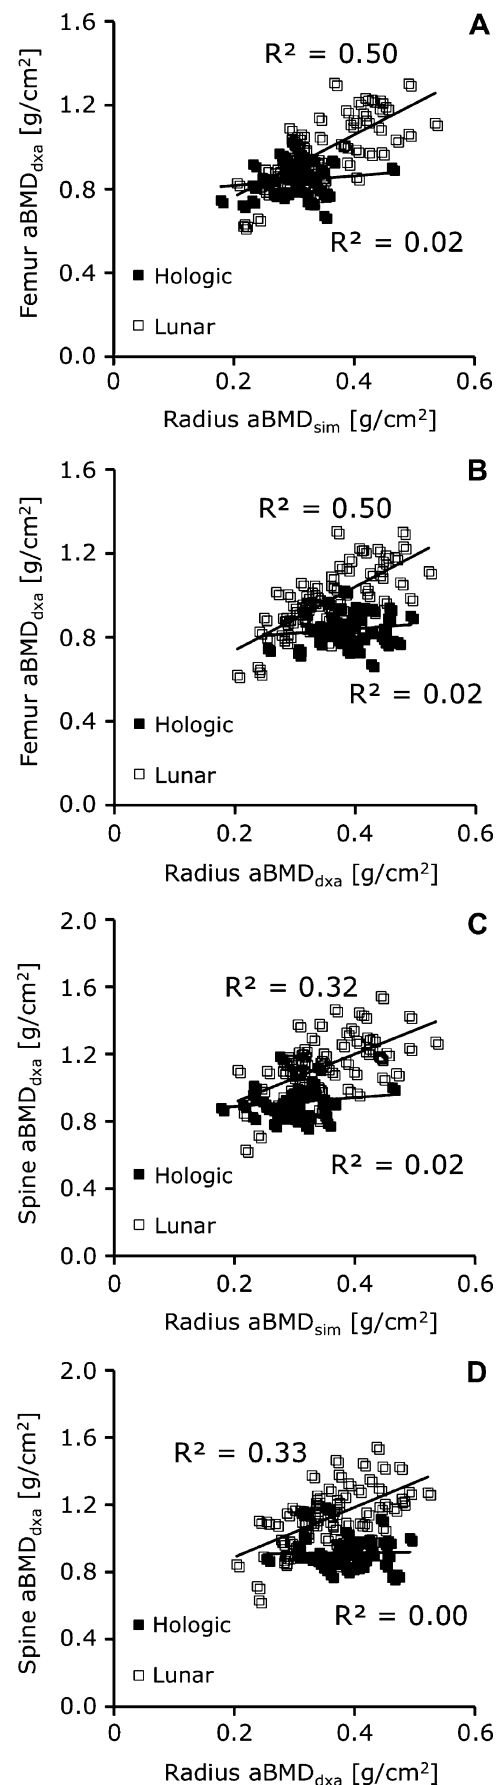 A
1.6
R² = 0.50
1.2
0.8
R² = 0.02
0.4
Hologic
Lunar
0.0
0 0.2 0.4 0.6
Femur aBMDdxa [g/cm²]
Radius aBMDsim [g/cm²]
B
1.6
R² = 0.50
1.2
0.8
R² = 0.02
0.4
Hologic
Lunar
0.0
0 0.2 0.4 0.6
Femur aBMDdxa [g/cm²]
Radius aBMDdxa [g/cm²]
C
2.0
1.6
R² = 0.32
1.2
0.8
R² = 0.02
Hologic
0.4
Lunar
0.0
0 0.2 0.4 0.6
Spine aBMDdxa [g/cm²]
Radius aBMDsim [g/cm²]
D
2.0
1.6
R² = 0.33
1.2
0.8
R² = 0.00
Hologic
0.4
Lunar
0.0
0 0.2 0.4 0.6
Spine aBMDdxa [g/cm²]
Radius aBMDdxa [g/cm²]